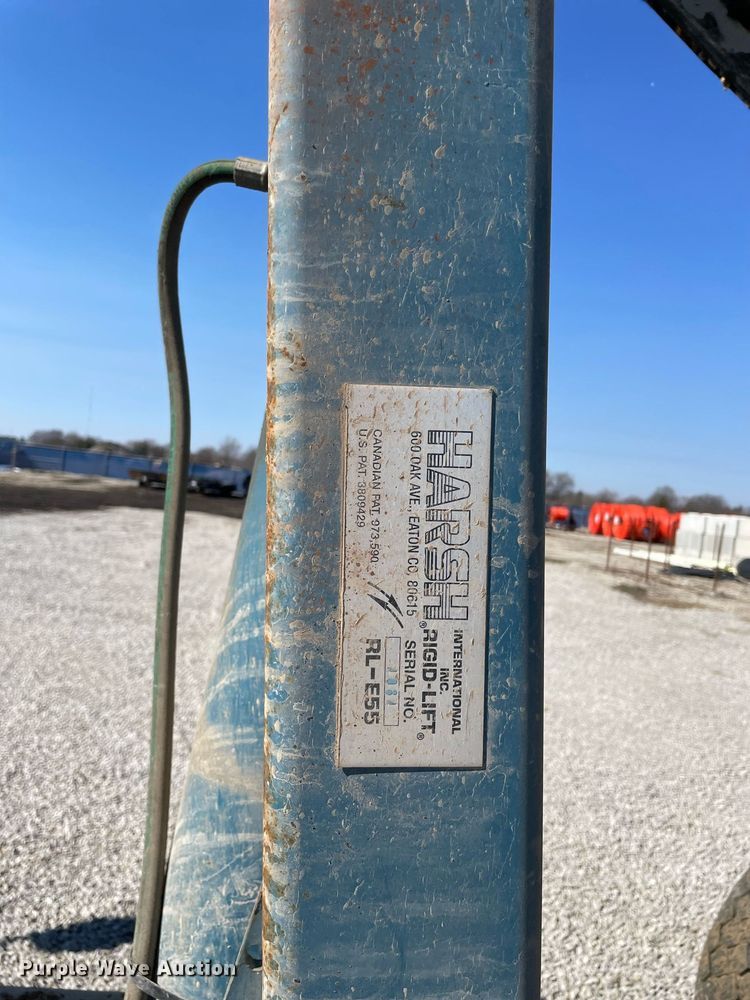 HARSH
INTERNATIONAL
INC.
®RIGID-LIFT®
600 OAK AVE., EATON CO. 80615
SERIAL NO.
CANADIAN PAT. 973,590
U.S. PAT. 3809429
RL-E55
Purple Wave Auction